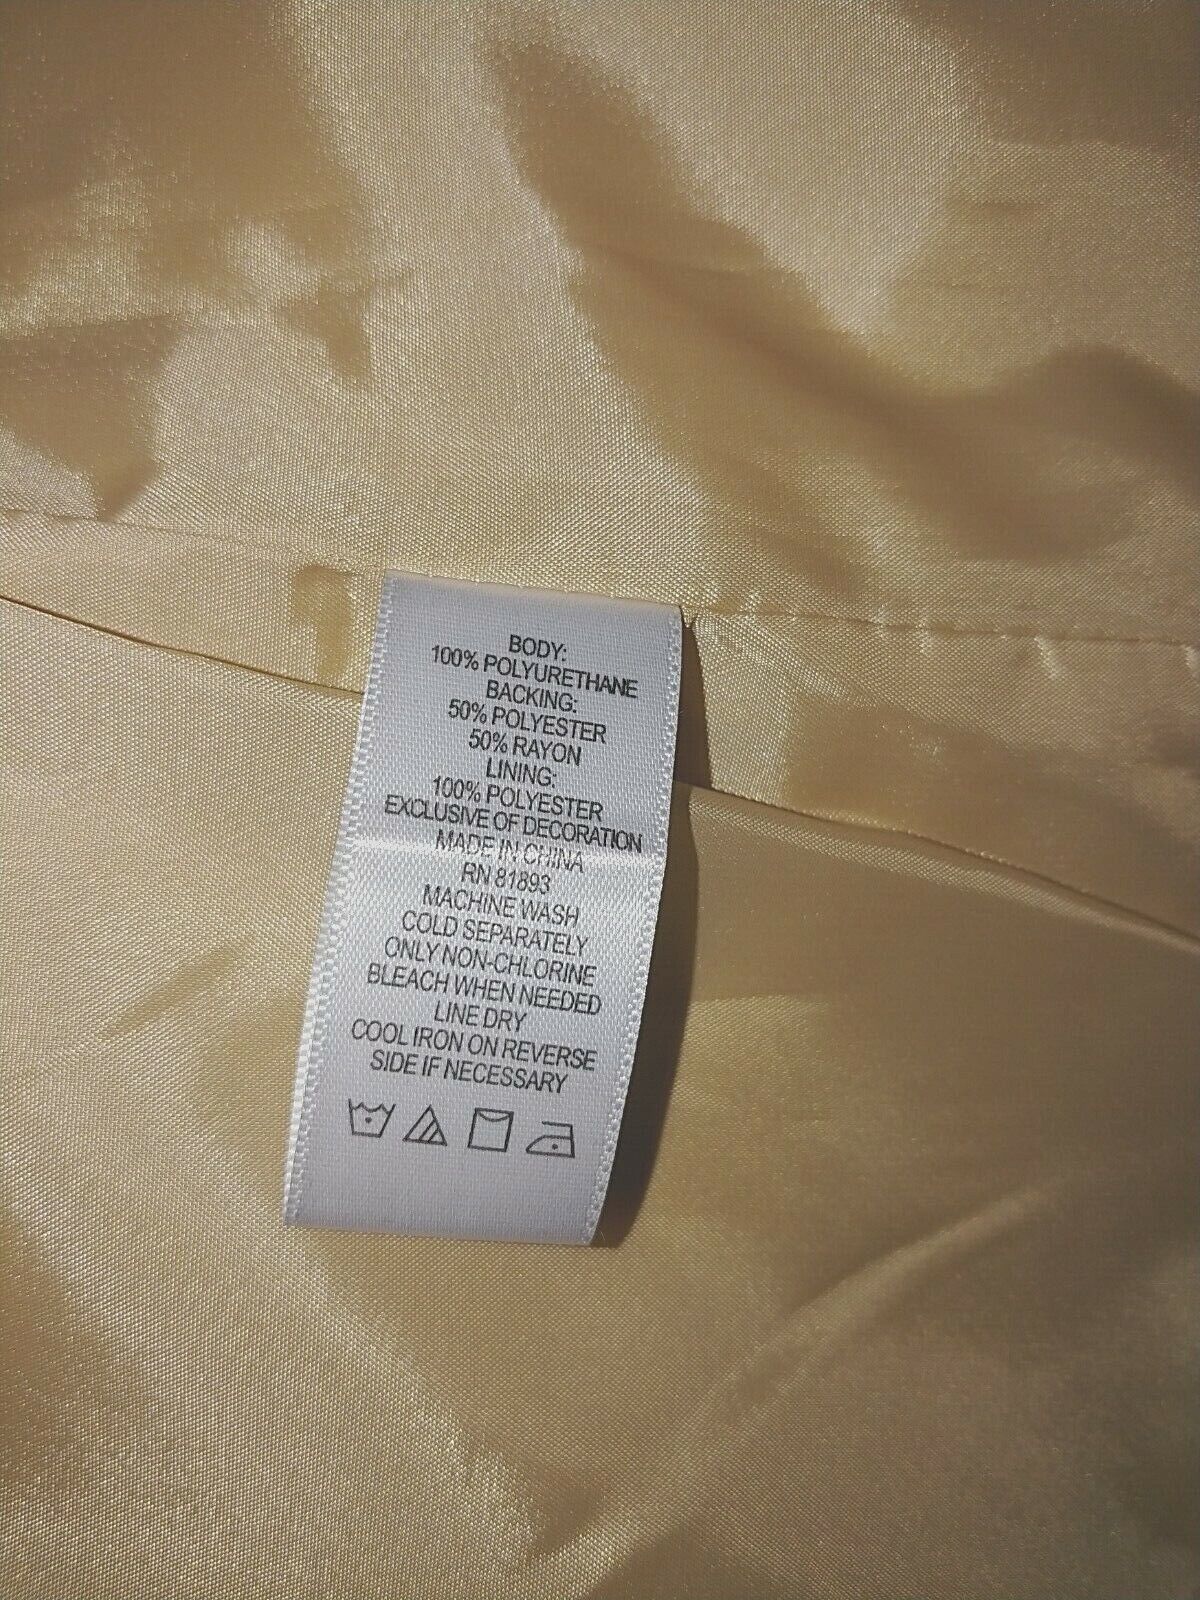 BODY:
100% POLYURETHANE
BACKING:
50% POLYESTER
50% RAYON
LINING:
100% POLYESTER
EXCLUSIVE OF DECORATION
MADE IN CHINA
RN 81893
MACHINE WASH
COLD SEPARATELY
ONLY NON-CHLORINE
BLEACH WHEN NEEDED
LINE DRY
COOL IRON ON REVERSE
SIDE IF NECESSARY